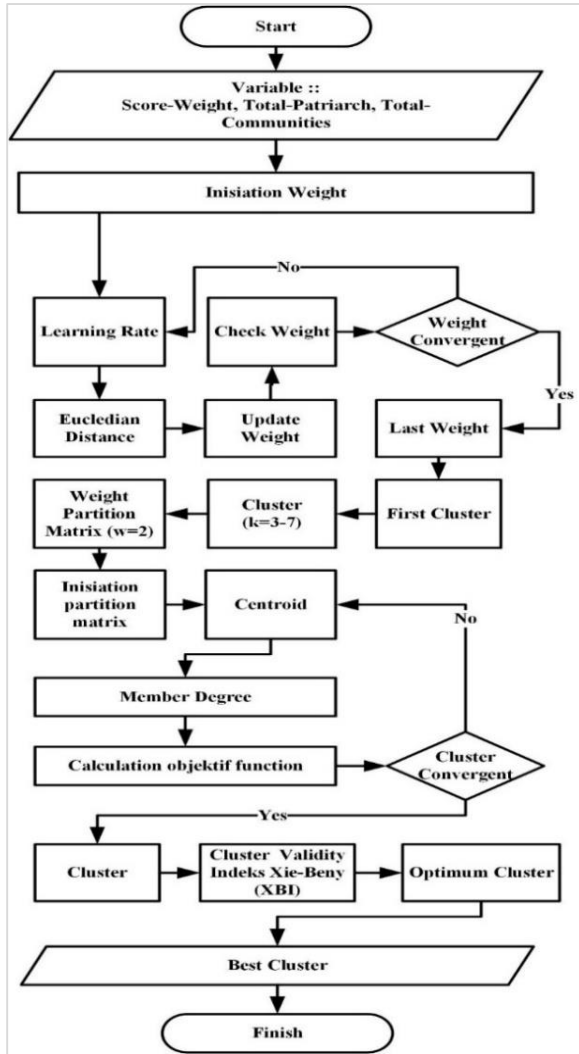 Start
Variable ::
Score-Weight, Total-Patriarch, Total-
Communities
Inisiation Weight
No
Learning Rate
Check Weight
Weight
Convergent
Yes
Eucledian
Distance
Update
Weight
Last Weight
Weight
Partition
Matrix (w=2)
Cluster
(k=3-7)
First Cluster
Inisiation
partition
matrix
Centroid
No
Member Degree
Calculation objektif function
Cluster
Convergent
Yes
Cluster
Cluster Validity
Indeks Xie-Beny
(XBI)
Optimum Cluster
Best Cluster
Finish